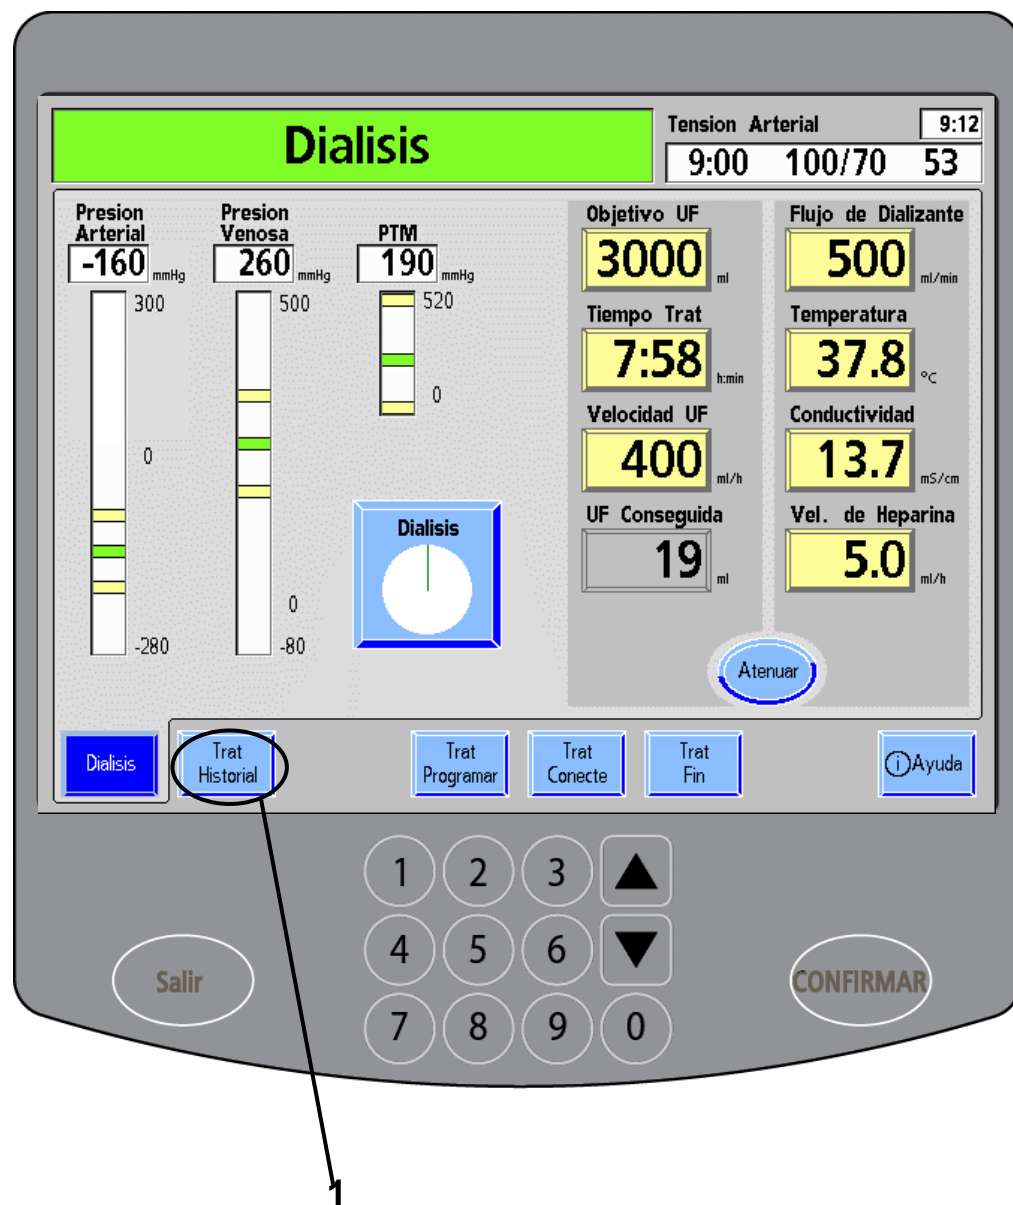 Dialisis
Tension Arterial 9:12
9:00 100/70 53
Presion Arterial
-160 mmHg
300
0
-280
Presion Venosa
260 mmHg
500
0
-80
PTM
190 mmHg
520
0
Dialisis
Objetivo UF
3000 ml
Tiempo Trat
7:58 h:min
Velocidad UF
400 ml/h
UF Conseguida
19 ml
Flujo de Dializante
500 ml/min
Temperatura
37.8 °C
Conductividad
13.7 mS/cm
Vel. de Heparina
5.0 ml/h
Atenuar
Dialisis
Trat
Historial
Trat
Programar
Trat
Conecte
Trat
Fin
i Ayuda
1 2 3
4 5 6
7 8 9 0
Salir
CONFIRMAR
1